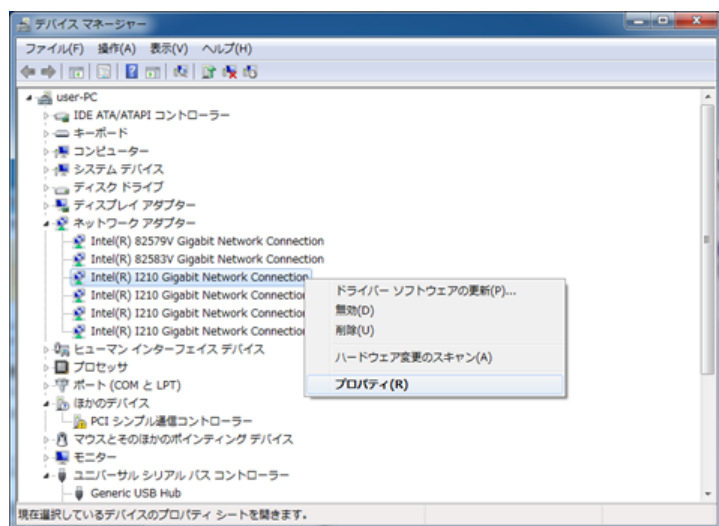 デバイス マネージャー
ファイル(F) 操作(A) 表示(V) ヘルプ(H)
user-PC
IDE ATA/ATAPI コントローラー
キーボード
コンピューター
システム デバイス
ディスク ドライブ
ディスプレイ アダプター
ネットワーク アダプター
Intel(R) 82579V Gigabit Network Connection
Intel(R) 82583V Gigabit Network Connection
Intel(R) I210 Gigabit Network Connection
Intel(R) I210 Gigabit Network Connection
Intel(R) I210 Gigabit Network Connection
Intel(R) I210 Gigabit Network Connection
ドライバー ソフトウェアの更新(P)...
無効(D)
削除(U)
ハードウェア変更のスキャン(A)
プロパティ(R)
ヒューマン インターフェイス デバイス
プロセッサ
ポート (COM と LPT)
ほかのデバイス
PCI シンプル通信コントローラー
マウスとそのほかのポインティング デバイス
モニター
ユニバーサル シリアル バス コントローラー
Generic USB Hub
現在選択しているデバイスのプロパティ シートを開きます。